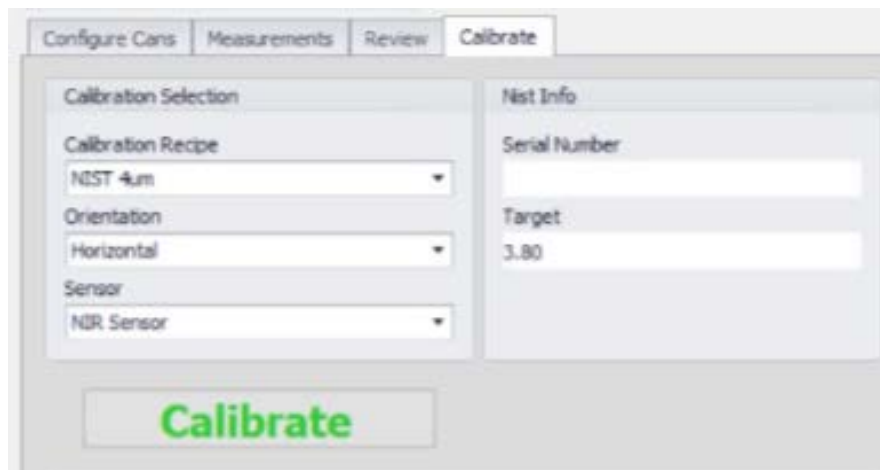 Configure Cans Measurements Review Calibrate
Calibration Selection
Calibration Recipe
NIST 4um
Orientation
Horizontal
Sensor
NIR Sensor
Nist Info
Serial Number
Target
3.80
Calibrate